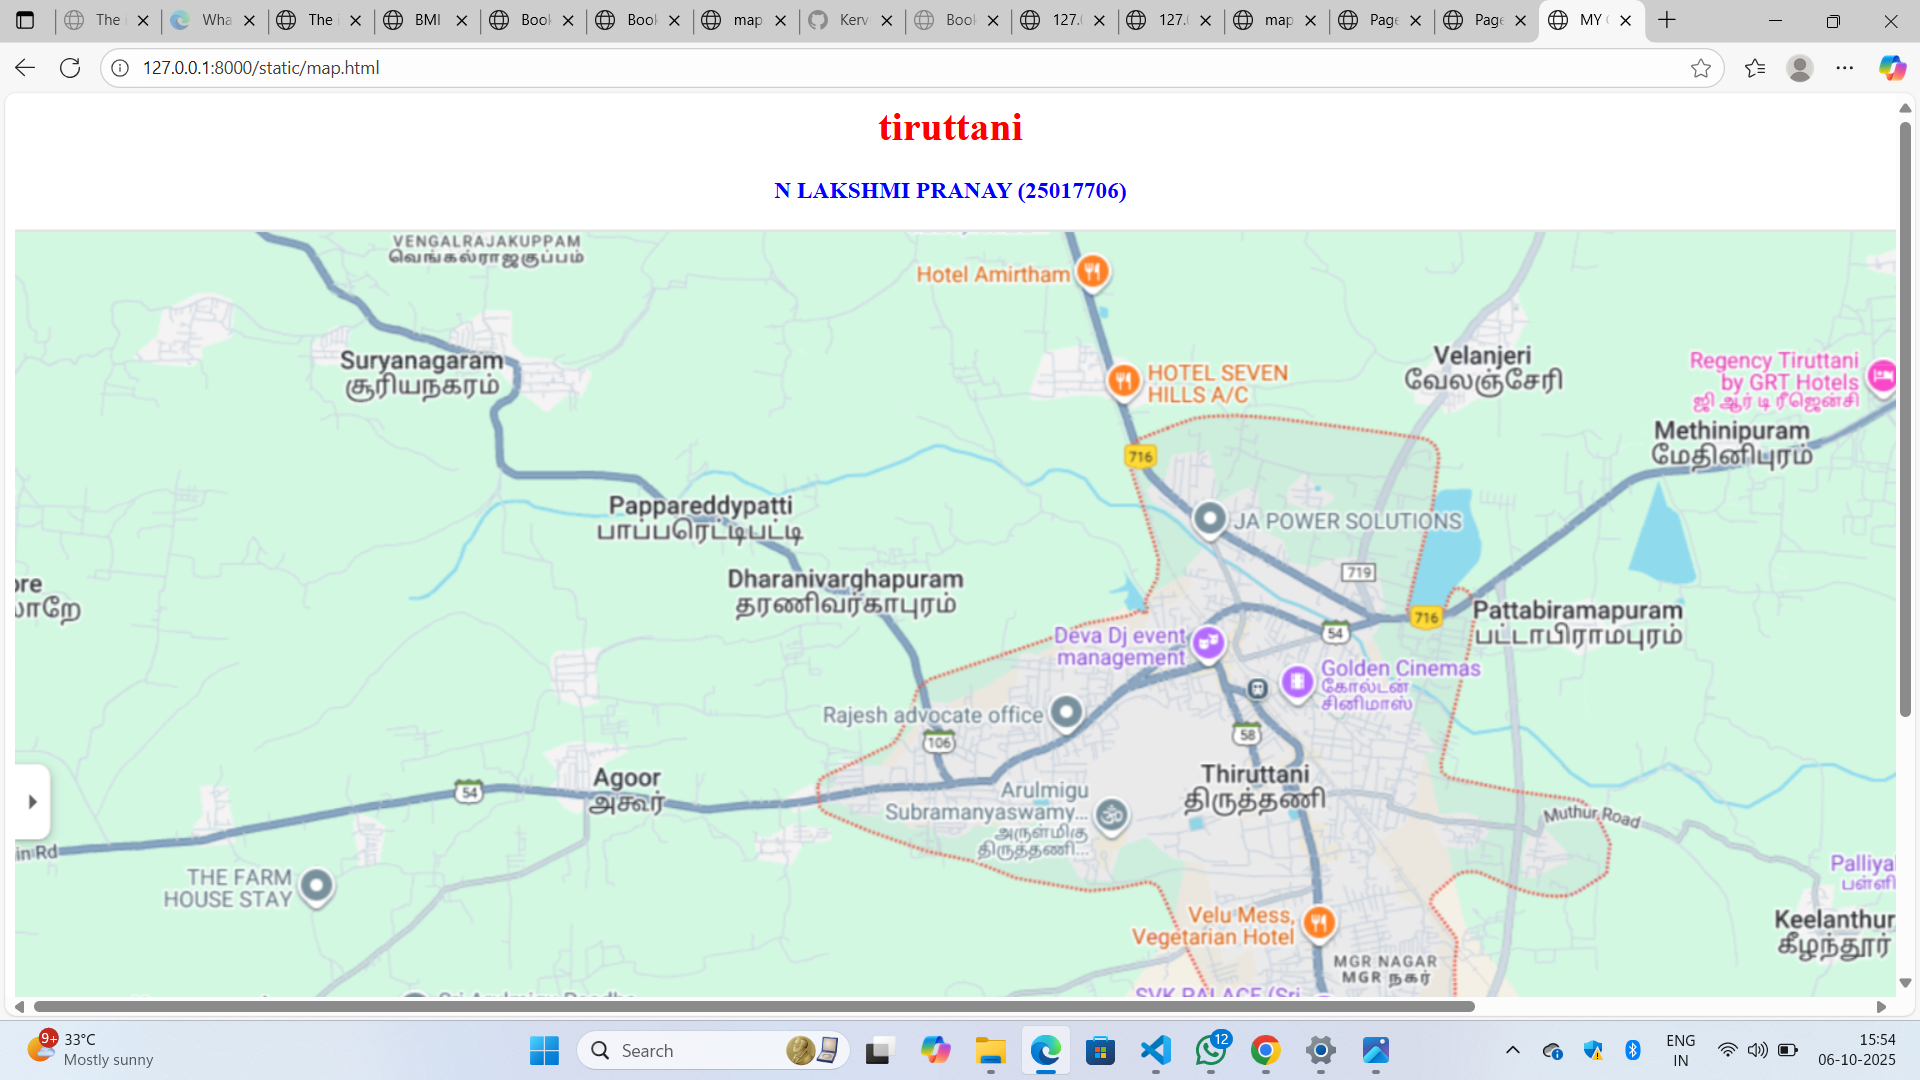 The i
Wha
The i
BMI
Book
Book
map
Kerv
Book
127.0
127.0
map
Page
Page
MY
127.0.0.1:8000/static/map.html
tiruttani
N LAKSHMI PRANAY (25017706)
VENGALRAJAKUPPAM
வெங்கல்ராஜகுப்பம்
Hotel Amirtham
Suryanagaram
சூரியநகரம்
HOTEL SEVEN
HILLS A/C
Velanjeri
வேலஞ்சேரி
Regency Tiruttani
by GRT Hotels
ஜி ஆர் டி ரீஜென்சி
Methinipuram
மேதினிபுரம்
716
Pappareddypatti
பாப்பரெட்டிபட்டி
JA POWER SOLUTIONS
719
ore
Dharanivarghapuram
தரணிவர்காபுரம்
716
Pattabiramapuram
பட்டாபிராமபுரம்
54
Deva Dj event
management
Golden Cinemas
கோல்டன்
சினிமாஸ்
Rajesh advocate office
106
58
Agoor
அகூர்
54
Thiruttani
திருத்தணி
Arulmigu
Subramanyaswamy...
அருள்மிகு
திருத்தணி...
Muthur Road
in Rd
THE FARM
HOUSE STAY
Palliya
பள்ளி
Velu Mess,
Vegetarian Hotel
Keelanthur
கீழந்தூர்
MGR NAGAR
MGR நகர்
SVK PALACE (Sri
9+
33°C
Mostly sunny
Search
12
ENG
IN
15:54
06-10-2025